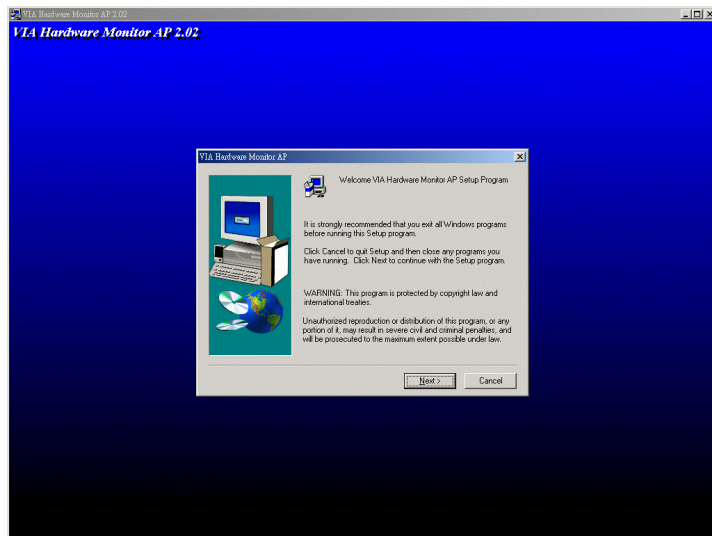 VIA Hardware Monitor AP 2.02
VIA Hardware Monitor AP 2.02
VIA Hardware Monitor AP
Welcome VIA Hardware Monitor AP Setup Program
It is strongly recommended that you exit all Windows programs
before running this Setup program.
Click Cancel to quit Setup and then close any programs you
have running. Click Next to continue with the Setup program.
WARNING: This program is protected by copyright law and
international treaties.
Unauthorized reproduction or distribution of this program, or any
portion of it, may result in severe civil and criminal penalties, and
will be prosecuted to the maximum extent possible under law.
Next >
Cancel